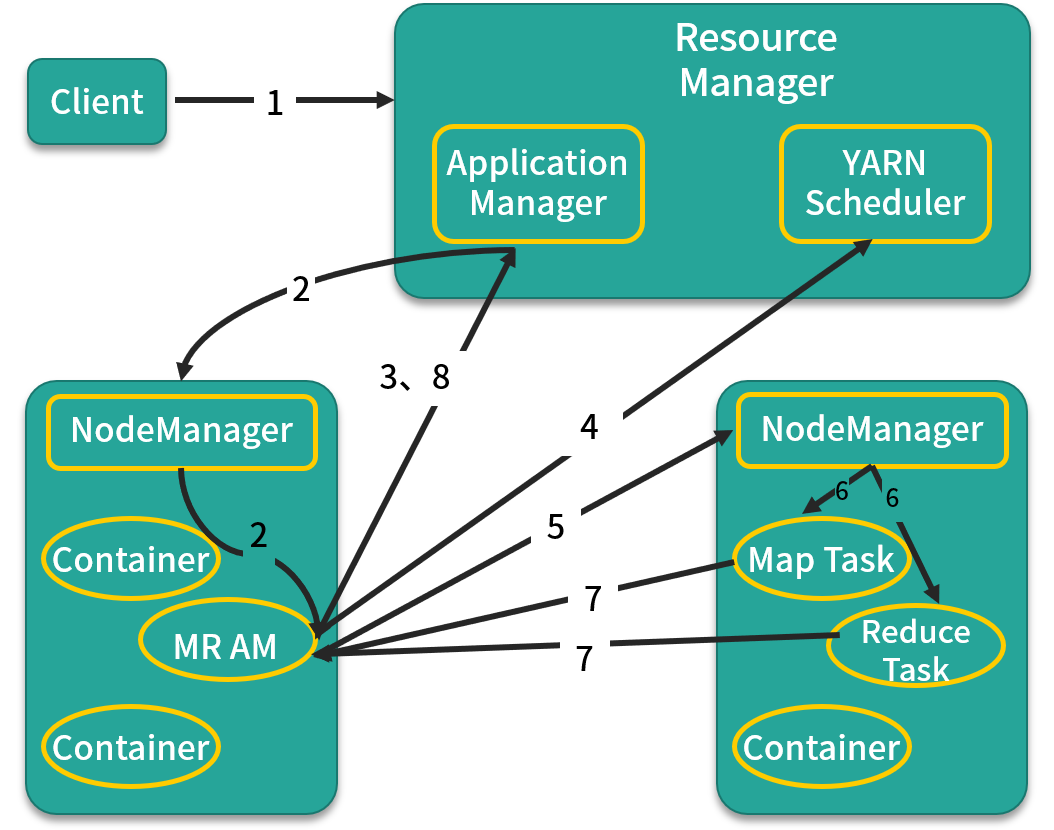 Resource
Manager
Client
1
Application
Manager
YARN
Scheduler
2
3、8
4
NodeManager
NodeManager
6
6
5
2
Container
Map Task
7
MR AM
Reduce
Task
7
Container
Container